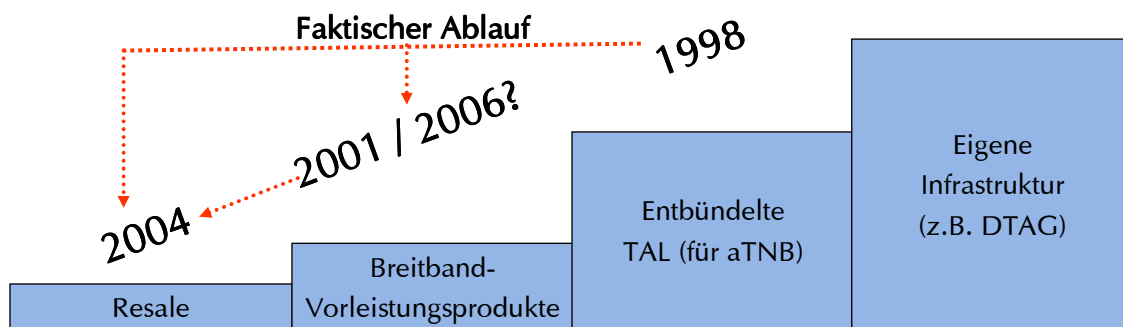 Faktischer Ablauf
1998
2001 / 2006?
2004
Resale
Breitband-
Vorleistungsprodukte
Entbündelte
TAL (für aTNB)
Eigene
Infrastruktur
(z.B. DTAG)